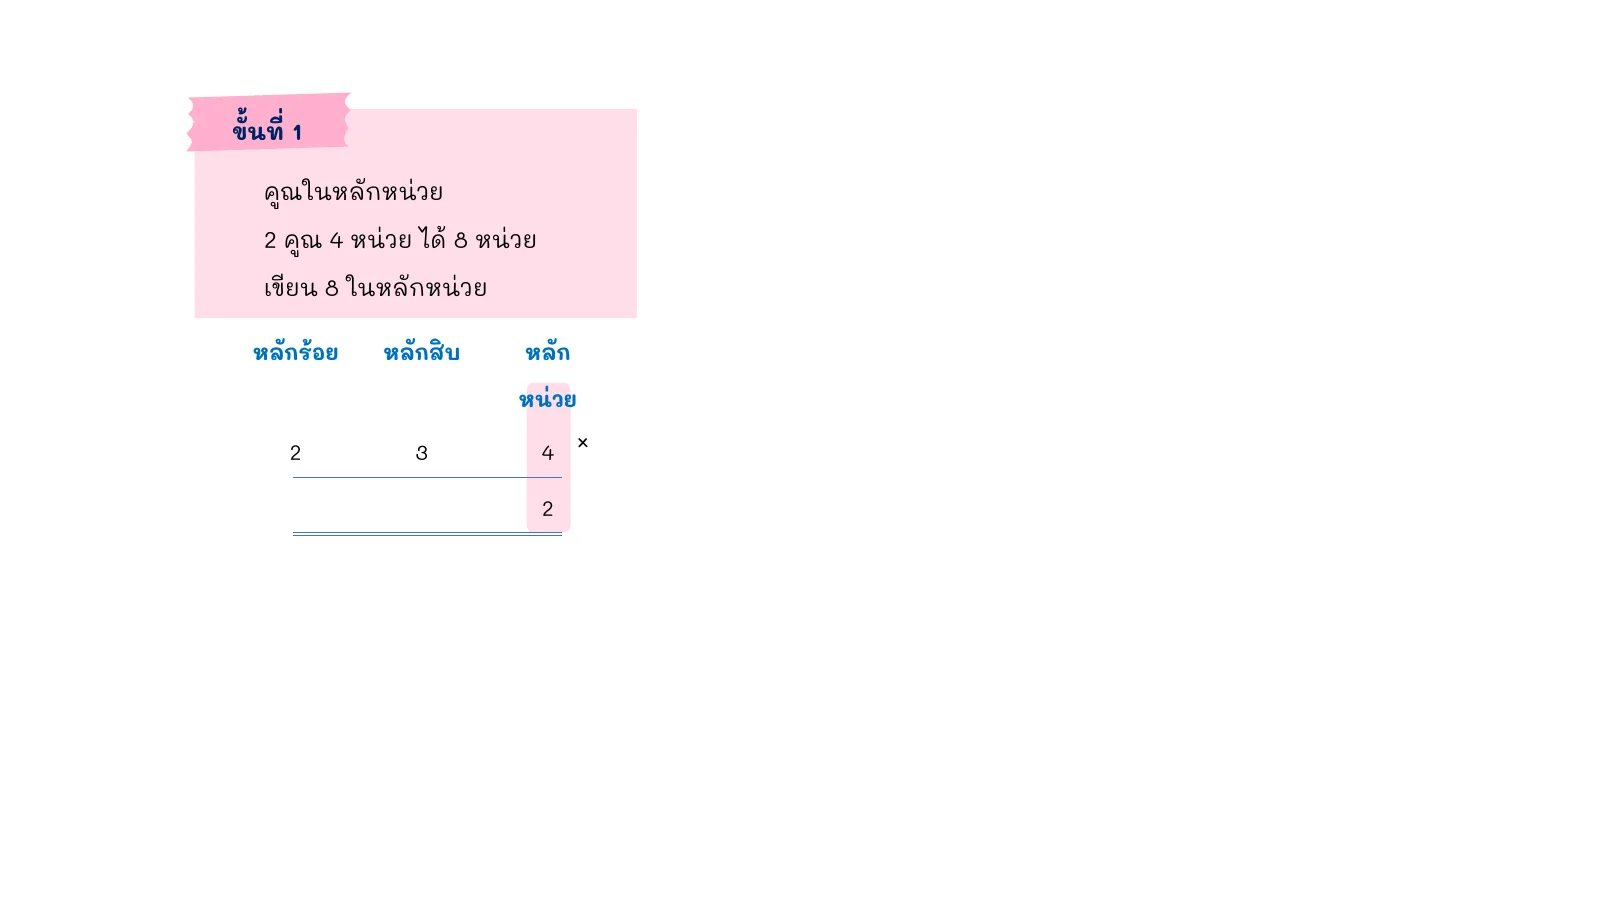 ขั้นที่ 1
คูณในหลักหน่วย
2 คูณ 4 หน่วย ได้ 8 หน่วย
เขียน 8 ในหลักหน่วย
หลักร้อย หลักสิบ หลัก
หน่วย
2 3 4 ×
2